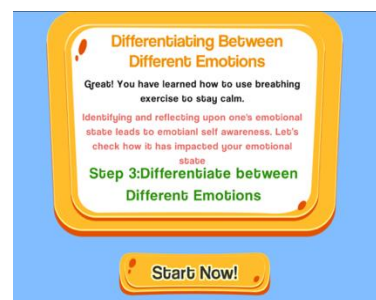 Differentiating Between
Different Emotions
Great! You have learned how to use breathing
exercise to stay calm.
Identifying and reflecting upon one's emotional
state leads to emotianl self awareness. Let's
check how it has impacted your emotional
state
Step 3:Differentiate between
Different Emotions
Start Now!